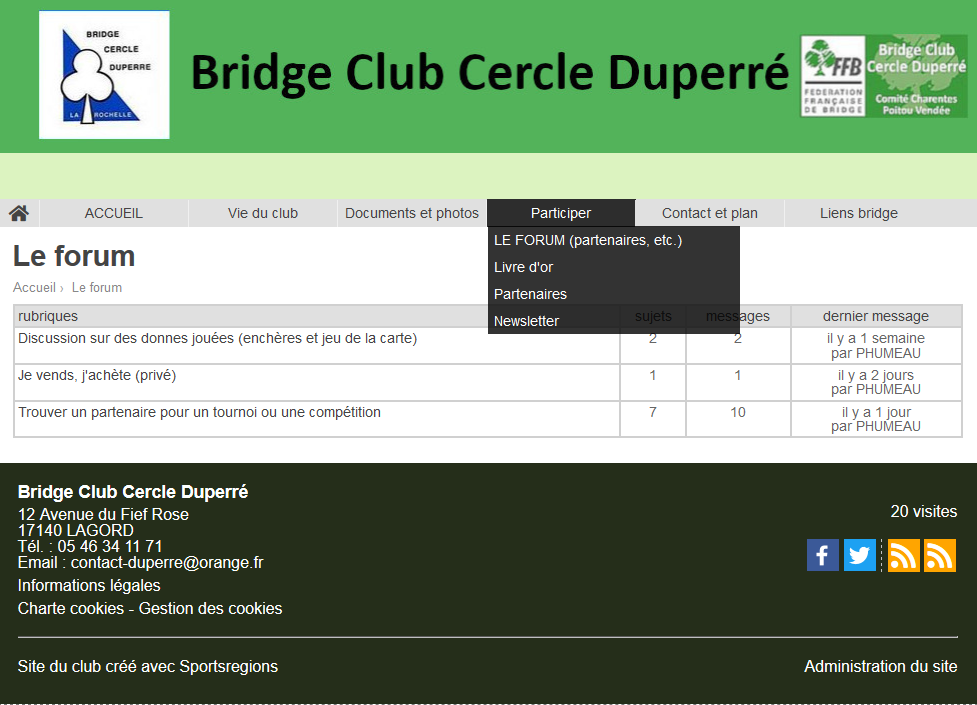 BRIDGE
CERCLE
DUPERRE
LA ROCHELLE
Bridge Club Cercle Duperré
FFB
FEDERATION
FRANÇAISE
DE BRIDGE
Bridge Club
Cercle Duperré
Comité Charentes
Poitou Vendée
ACCUEIL Vie du club Documents et photos Participer Contact et plan Liens bridge
LE FORUM (partenaires, etc.)
Livre d'or
Partenaires
Newsletter
Le forum
Accueil › Le forum
rubriques sujets messages dernier message
Discussion sur des donnes jouées (enchères et jeu de la carte) 2 2 il y a 1 semaine
par PHUMEAU
Je vends, j'achète (privé) 1 1 il y a 2 jours
par PHUMEAU
Trouver un partenaire pour un tournoi ou une compétition 7 10 il y a 1 jour
par PHUMEAU
Bridge Club Cercle Duperré
12 Avenue du Fief Rose
17140 LAGORD
Tél. : 05 46 34 11 71
Email : contact-duperre@orange.fr
Informations légales
Charte cookies - Gestion des cookies
20 visites
Site du club créé avec Sportsregions
Administration du site